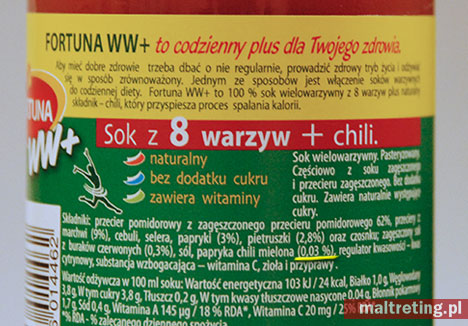 FORTUNA WW+ to codzienny plus dla Twojego zdrowia.
Aby mieć dobre zdrowie trzeba dbać o nie regularnie, prowadzić zdrowy tryb życia i odżywiać
się w sposób zrównoważony. Jednym ze sposobów jest włączenie soków warzywnych
do codziennej diety. Fortuna WW+ to 100 % sok wielowarzywny z 8 warzyw plus naturalny
składnik – chili, który przyspiesza proces spalania kalorii.
FORTUNA
WW+
Sok z 8 warzyw + chili.
naturalny
bez dodatku cukru
zawiera witaminy
Sok wielowarzywny. Pasteryzowany.
Częściowo z soku zagęszczonego
i przecieru zagęszczonego. Bez dodatku
cukru. Zawiera naturalnie występujące
cukry.
Składniki: przecier pomidorowy z zagęszczonego przecieru pomidorowego 62%, przeciery z
marchwi (9%), cebuli, selera, papryki (3%), pietruszki (2,8%) oraz czosnku; zagęszczony sok
z buraków czerwonych (0,3%), sól, papryka chili mielona (0,03 %), regulator kwasowości –
cytrynowy, substancja wzbogacająca – witamina C, zioła i przyprawy.
Wartość odżywcza w 100 ml soku: Wartość energetyczna 103 kJ / 24 kcal, Białko 1,0 g, Węglowodany
3,8 g, W tym cukry 3,8 g, Tłuszcz 0,2 g, W tym kwasy tłuszczowe nasycone 0,04 g, Błonnik pokarmowy
1,7 g, Sód 0,4 g, Witamina A 145 µg / 18 % RDA*, Witamina C 20 mg / 25%
*% RDA - % zalecanego dziennego spożycia.
014462
maltreting.pl